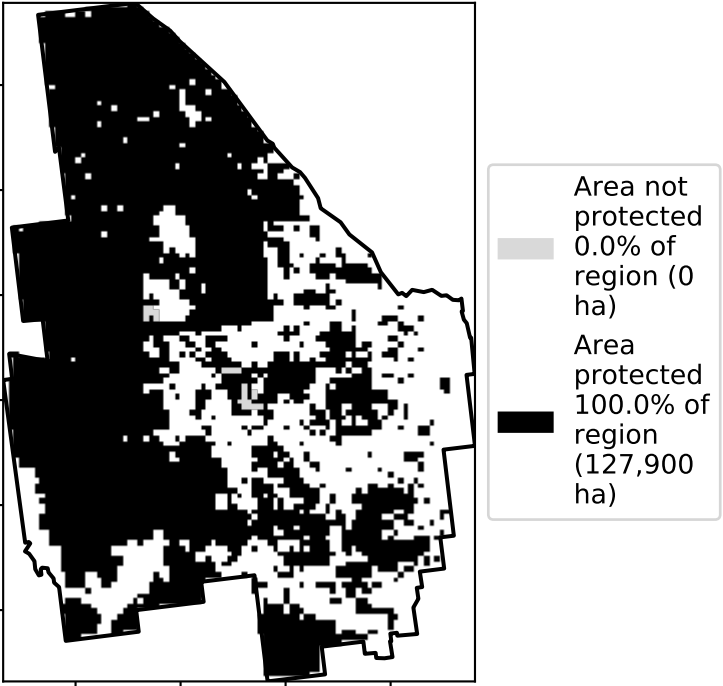 Area not
protected
0.0% of
region (0
ha)
Area
protected
100.0% of
region
(127,900
ha)